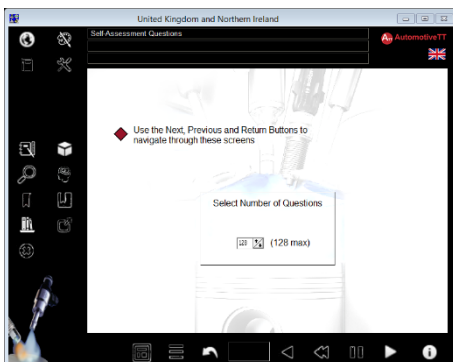 United Kingdom and Northern Ireland
Self-Assessment Questions
AutomotiveTT
Use the Next, Previous and Return Buttons to
navigate through these screens
Select Number of Questions
128 (128 max)